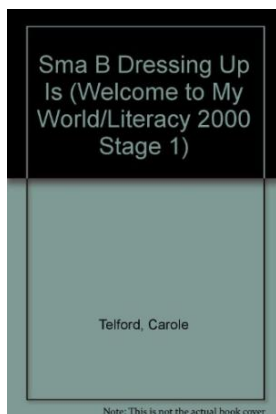 Sma B Dressing Up
Is (Welcome to My
World/Literacy 2000
Stage 1)
Telford, Carole
Note: This is not the actual book cover